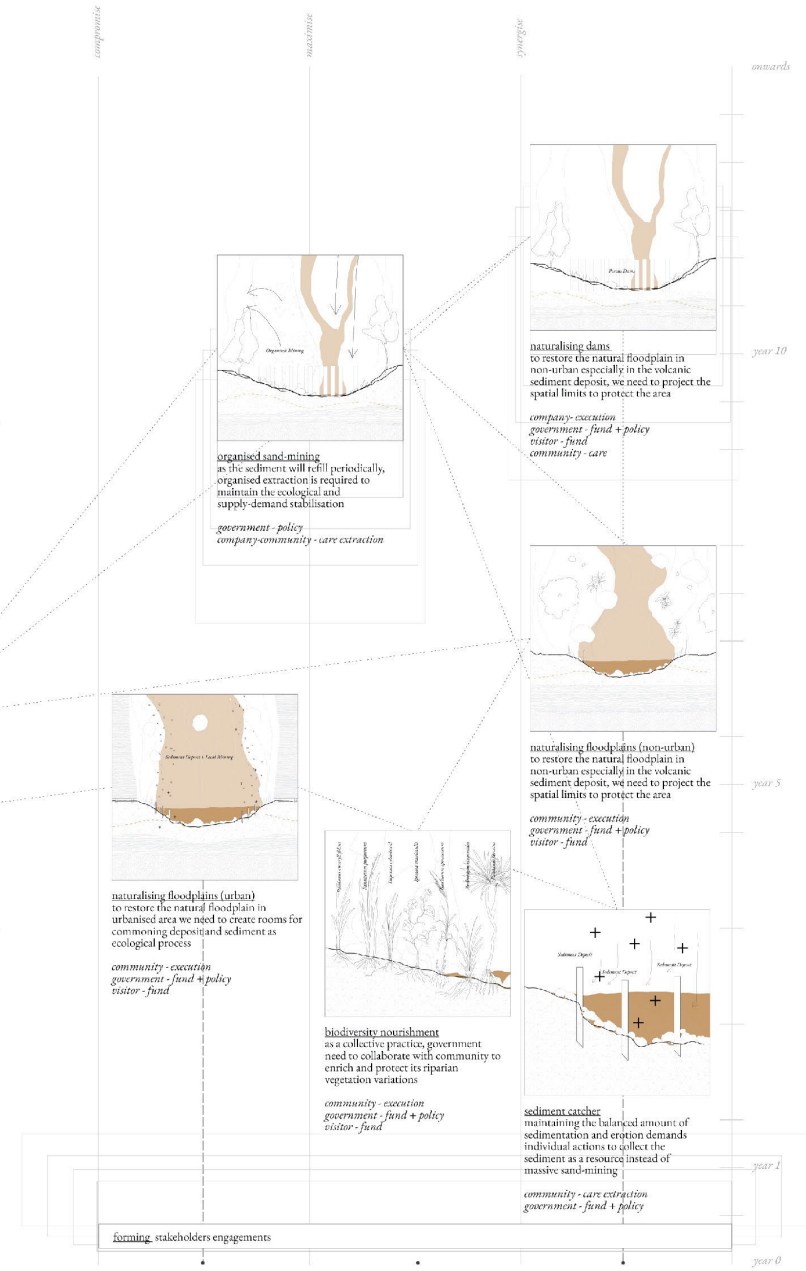 compromise
maximise
synergise
onwards
naturalising dams
to restore the natural floodplain in
non-urban especially in the volcanic
sediment deposit, we need to project the
spatial limits to protect the area
company- execution
government - fund + policy
visitor - fund
community - care
year 10
Organised Mining
organised sand-mining
as the sediment will refill periodically,
organised extraction is required to
maintain the ecological and
supply-demand stabilisation
government - policy
company-community - care extraction
naturalising floodplains (non-urban)
to restore the natural floodplain in
non-urban especially in the volcanic
sediment deposit, we need to project the
spatial limits to protect the area
community - execution
government - fund + policy
visitor - fund
year 5
Sediment Deposit + Local Mining
naturalising floodplains (urban)
to restore the natural floodplain in
urbanised area we need to create rooms for
commoning deposit and sediment as
ecological process
community - execution
government - fund + policy
visitor - fund
biodiversity nourishment
as a collective practice, government
need to collaborate with community to
enrich and protect its riparian
vegetation variations
community - execution
government - fund + policy
visitor - fund
Sediment Deposit
Sediment Deposit
Sediment Deposit
sediment catcher
maintaining the balanced amount of
sedimentation and erotion demands
individual actions to collect the
sediment as a resource instead of
massive sand-mining
community - care extraction
government - fund + policy
year 1
forming stakeholders engagements
year 0